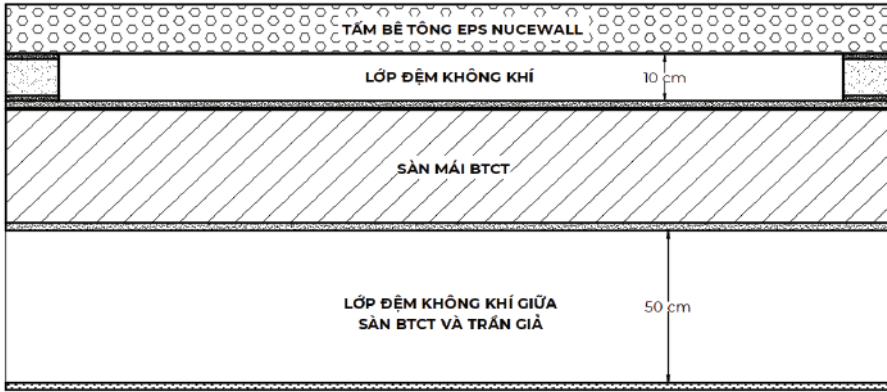 TẤM BÊ TÔNG EPS NUCEWALL
LỚP ĐỆM KHÔNG KHÍ
10 cm
SÀN MÁI BTCT
LỚP ĐỆM KHÔNG KHÍ GIỮA
SÀN BTCT VÀ TRẦN GIẢ
50 cm